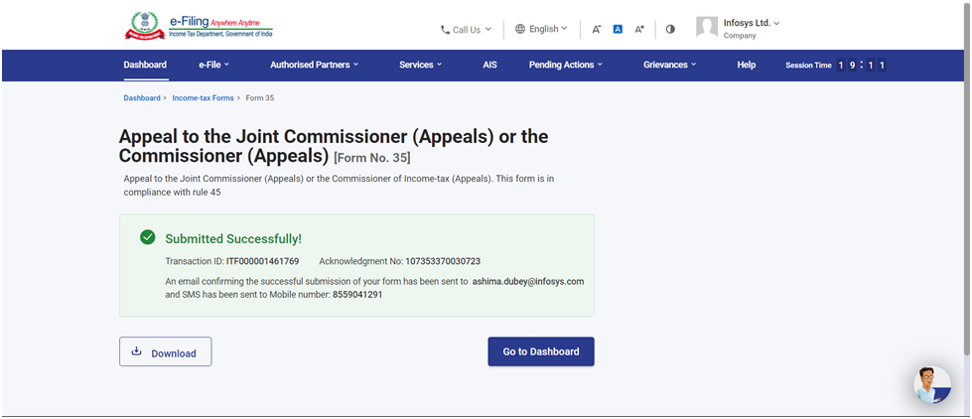 e-Filing Anywhere Anytime
Income Tax Department, Government of India
Call Us
English
A-
A
A+
Infosys Ltd.
Company
Dashboard e-File Authorised Partners Services AIS Pending Actions Grievances Help Session Time 1 9 : 1 1
Dashboard > Income-tax Forms > Form 35
Appeal to the Joint Commissioner (Appeals) or the
Commissioner (Appeals) [Form No. 35]
Appeal to the Joint Commissioner (Appeals) or the Commissioner of Income-tax (Appeals). This form is in
compliance with rule 45
Submitted Successfully!
Transaction ID: ITF000001461769 Acknowledgment No: 107353370030723
An email confirming the successful submission of your form has been sent to ashima.dubey@infosys.com
and SMS has been sent to Mobile number: 8559041291
Download
Go to Dashboard